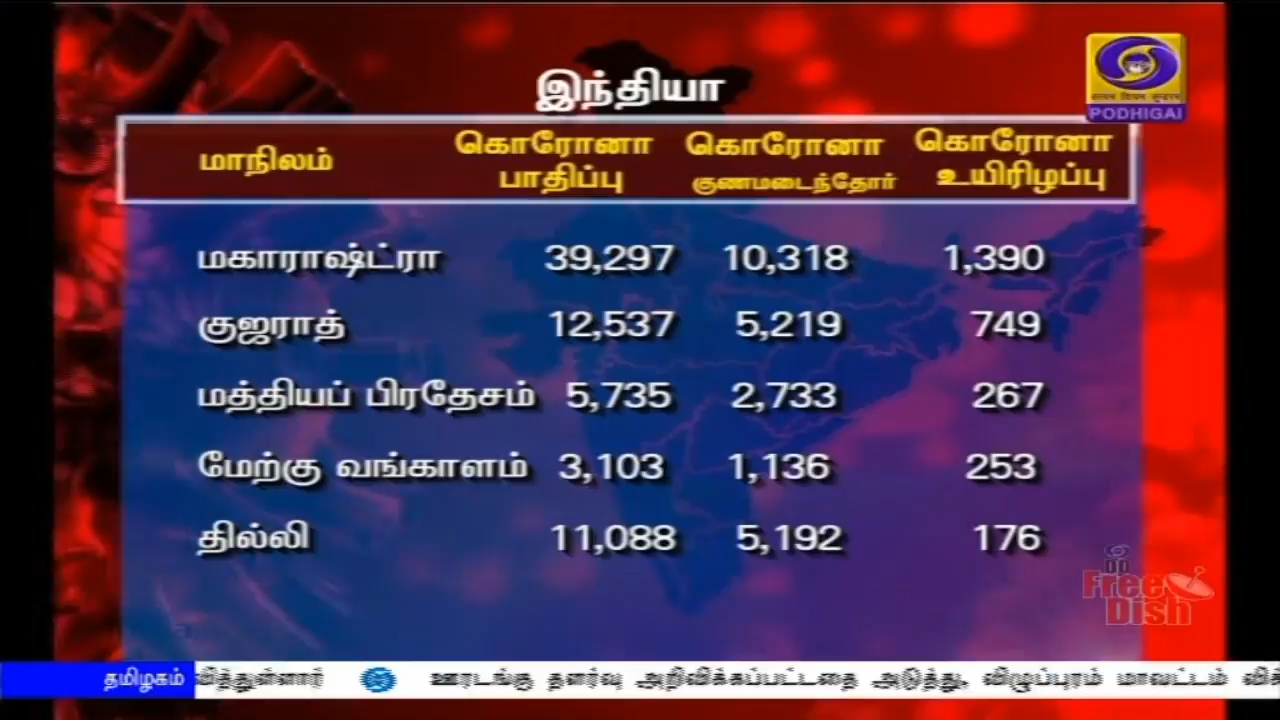 இந்தியா
PODHIGAI
மாநிலம் கொரோனா பாதிப்பு கொரோனா குணமடைந்தோர் கொரோனா உயிரிழப்பு
மகாராஷ்ட்ரா 39,297 10,318 1,390
குஜராத் 12,537 5,219 749
மத்தியப் பிரதேசம் 5,735 2,733 267
மேற்கு வங்காளம் 3,103 1,136 253
தில்லி 11,088 5,192 176
DD Free Dish
தமிழகம் வித்துள்ளார் ஊரடங்கு தளர்வு அறிவிக்கப்பட்டதை அடுத்து, விழுப்புரம் மாவட்டம் விக்